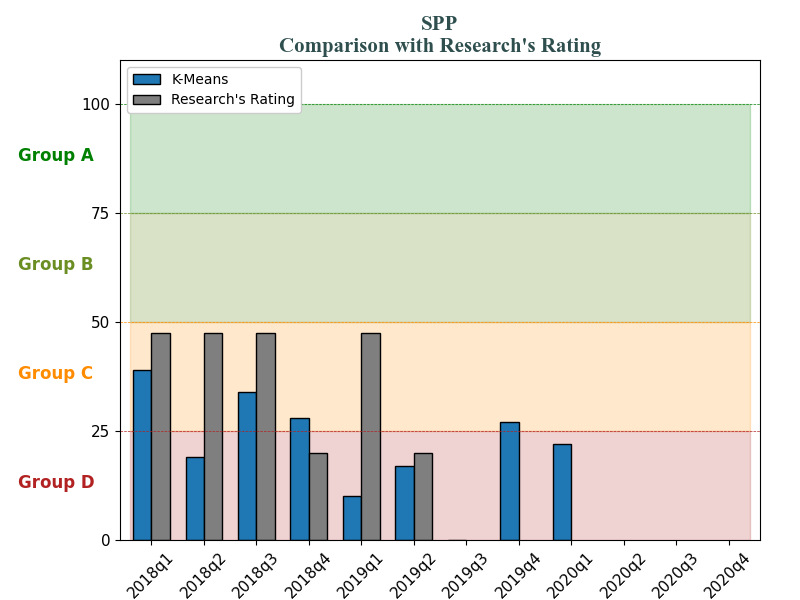 SPP
Comparison with Research's Rating
K-Means
Research's Rating
100
Group A
75
Group B
50
Group C
25
Group D
0
2018q1
2018q2
2018q3
2018q4
2019q1
2019q2
2019q3
2019q4
2020q1
2020q2
2020q3
2020q4